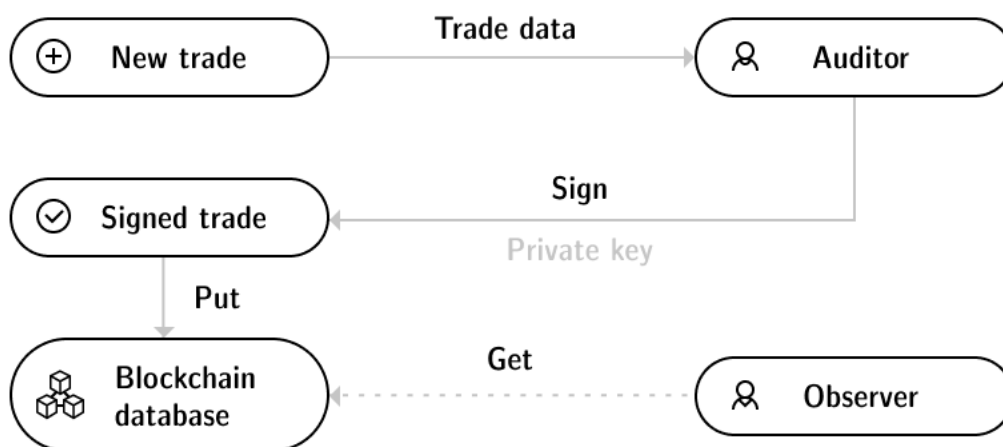 Trade data
New trade
Auditor
Sign
Signed trade
Private key
Put
Get
Blockchain
database
Observer